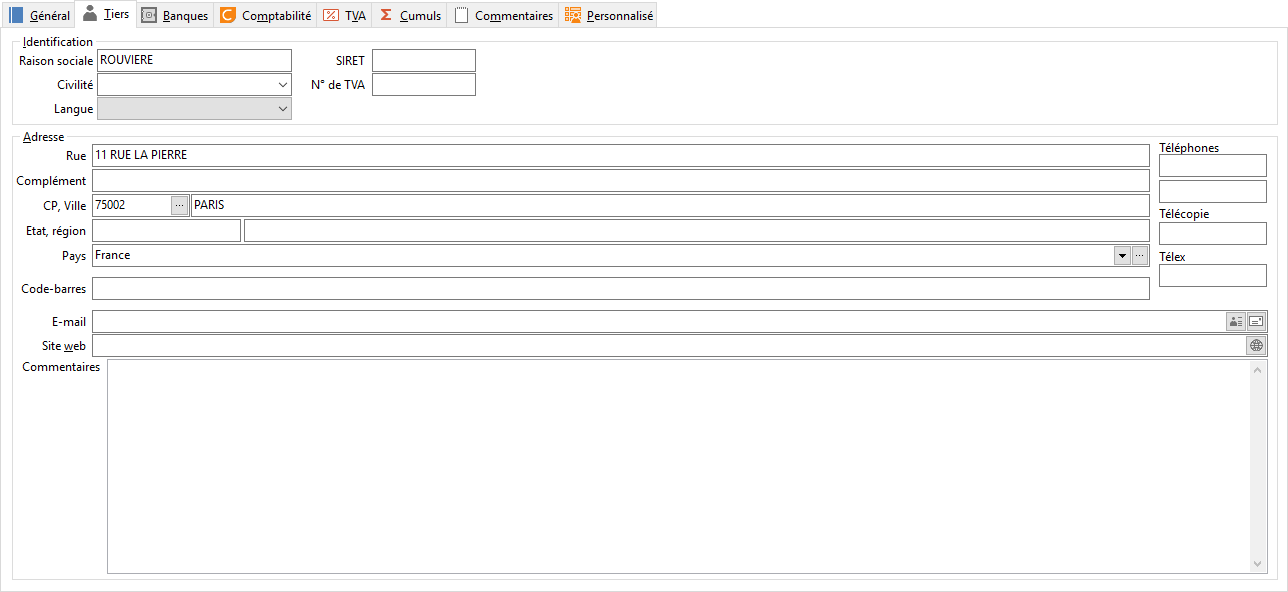 Général Tiers Banques Comptabilité TVA Cumuls Commentaires Personnalisé
Identification
Raison sociale ROUVIERE SIRET
Civilité N° de TVA
Langue
Adresse
Rue 11 RUE LA PIERRE Téléphones
Complément
CP, Ville 75002 ... PARIS Télécopie
Etat, région
Pays France ... Télex
Code-barres
E-mail
Site web
Commentaires